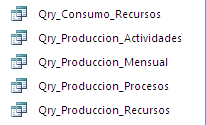 Qry_Consumo_Recursos
Qry_Produccion_Actividades
Qry_Produccion_Mensual
Qry_Produccion_Procesos
Qry_Produccion_Recursos